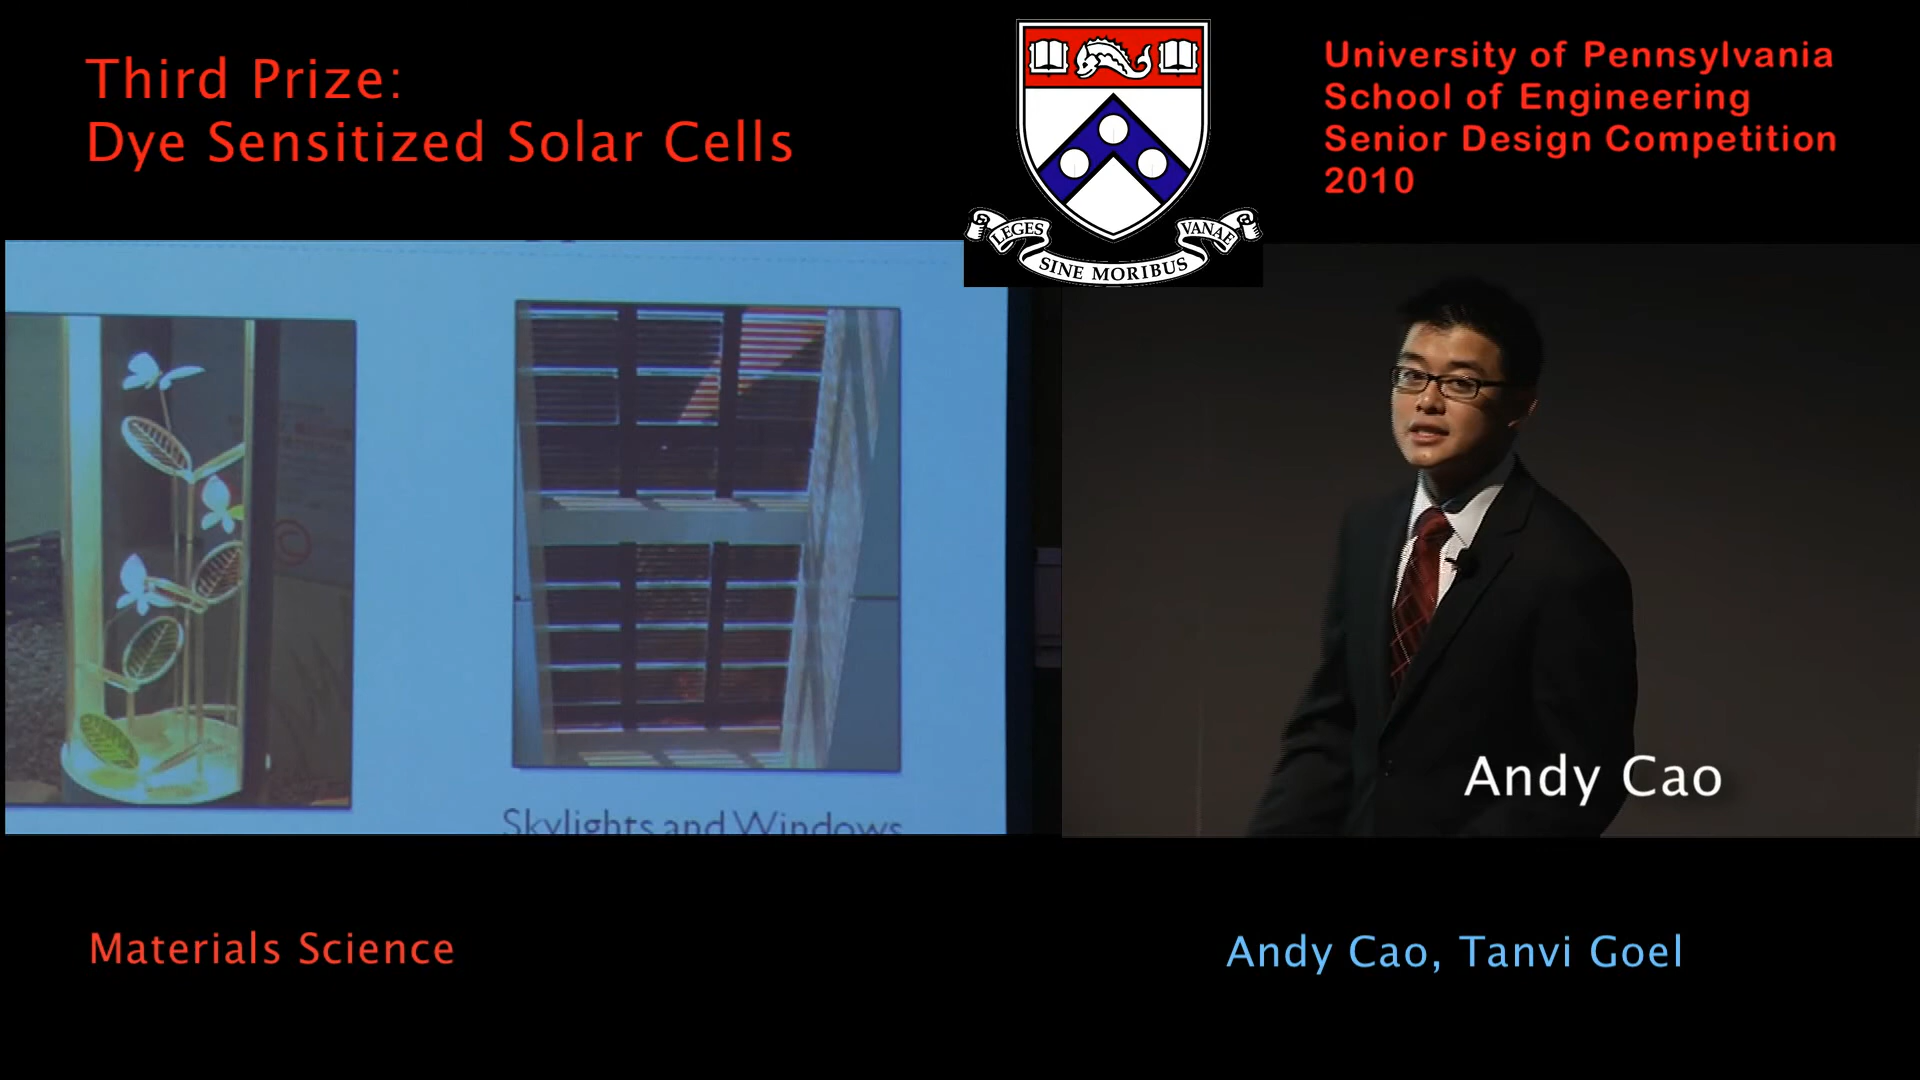 Third Prize:
Dye Sensitized Solar Cells
University of Pennsylvania
School of Engineering
Senior Design Competition
2010
LEGES
SINE MORIBUS
VANAE
©
Skylights and Windows
Andy Cao
Materials Science
Andy Cao, Tanvi Goel